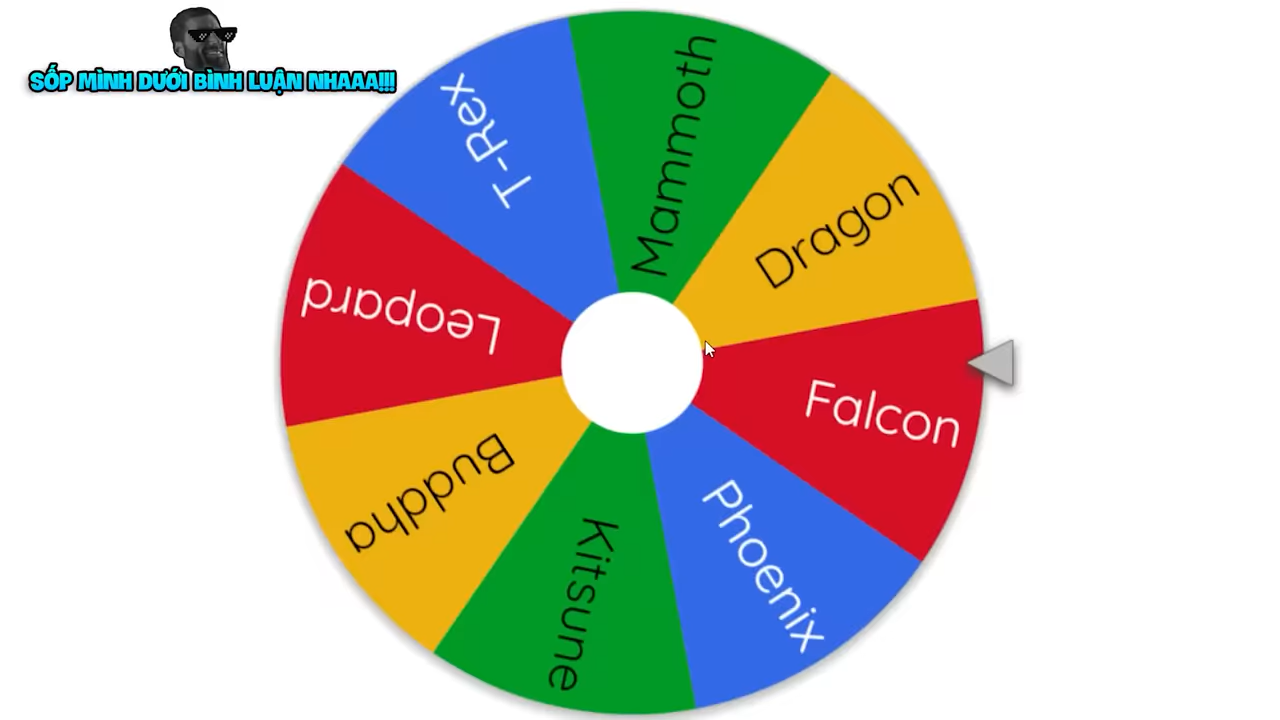 SỐP MÌNH DƯỚI BÌNH LUẬN NHAAA!!!
Mammoth
Dragon
Falcon
Phoenix
Kitsune
Buddha
Leopard
T-Rex